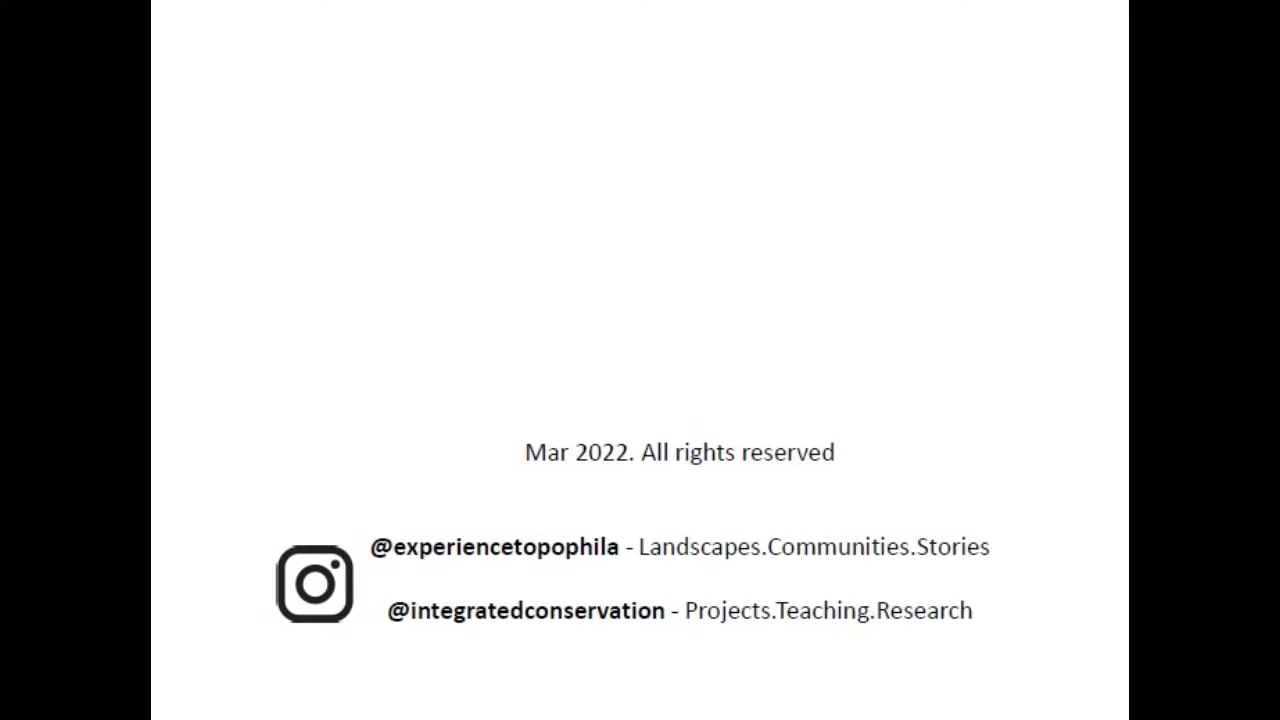 Mar 2022. All rights reserved
@experiencetopophila - Landscapes.Communities.Stories
@integratedconservation - Projects.Teaching.Research